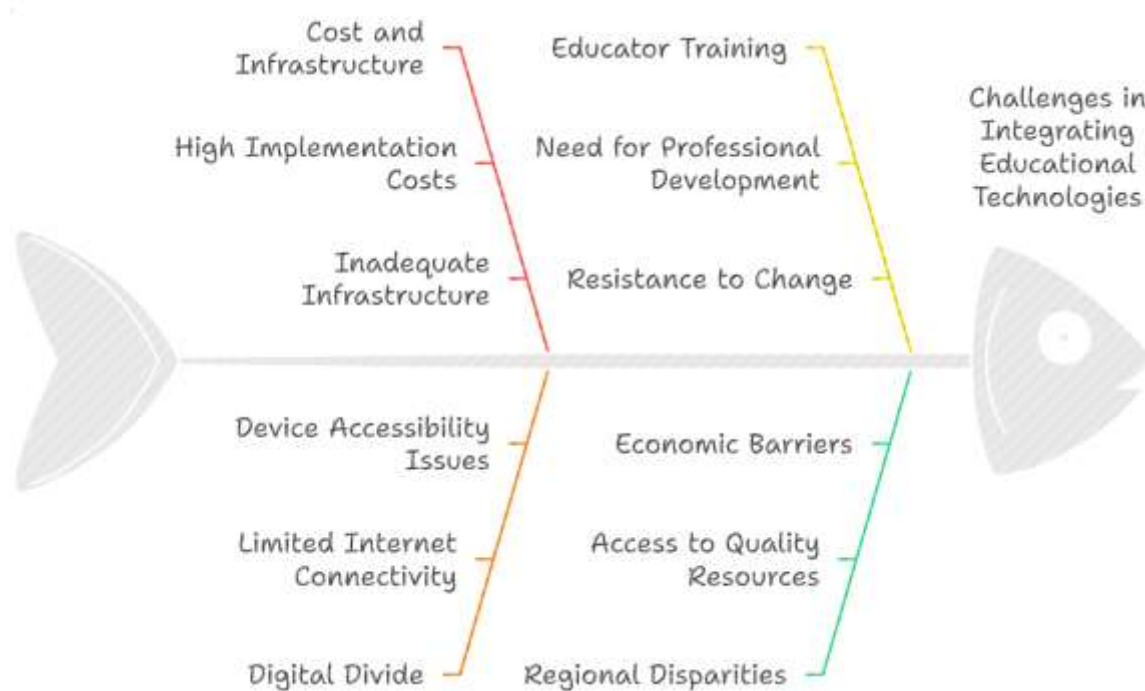 Cost and
Infrastructure
High Implementation
Costs
Inadequate
Infrastructure
Educator Training
Need for Professional
Development
Resistance to Change
Challenges in
Integrating
Educational
Technologies
Device Accessibility
Issues
Limited Internet
Connectivity
Digital Divide
Economic Barriers
Access to Quality
Resources
Regional Disparities